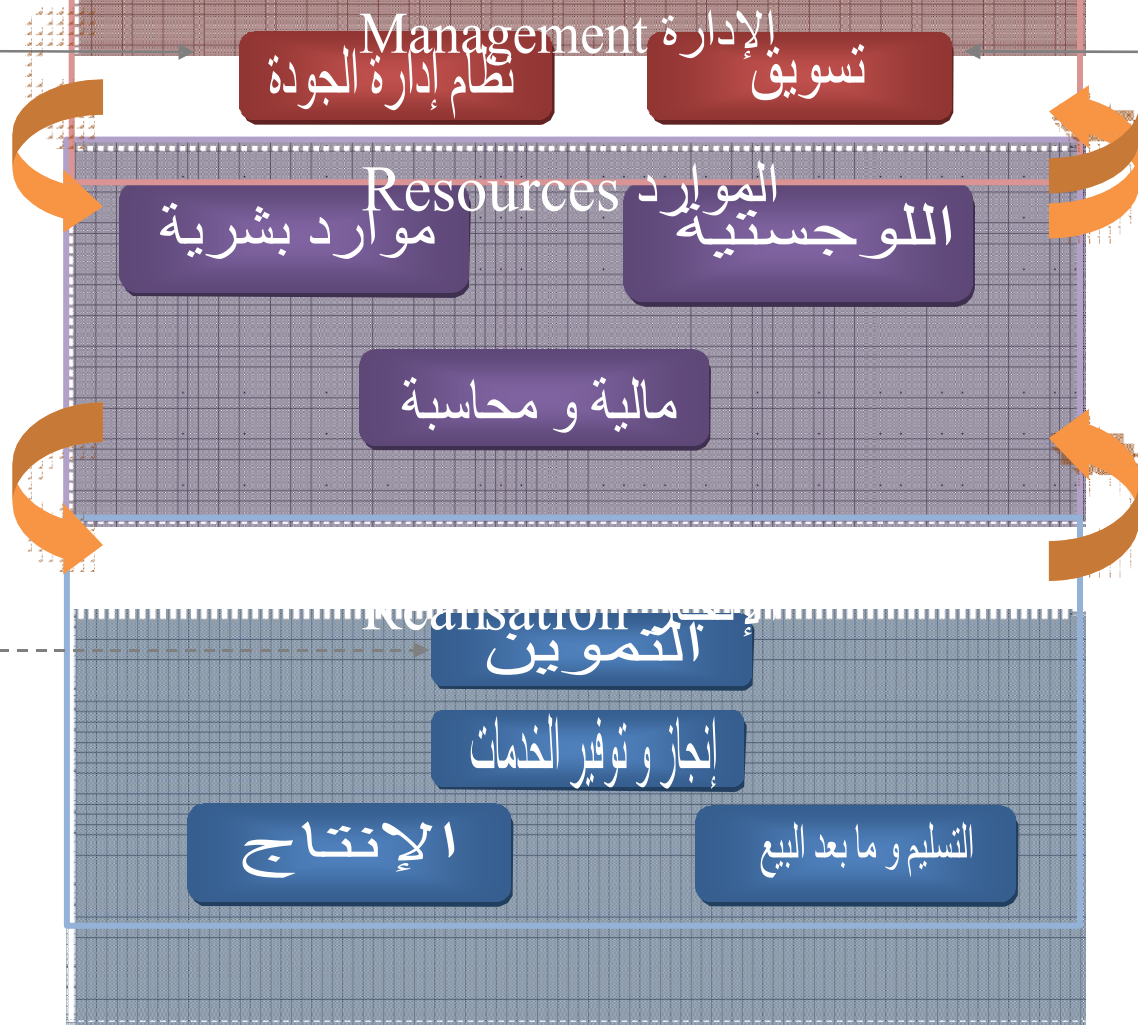 الإدارة Management
تسويق
نظام إدارة الجودة
الموارد Resources
اللوجستية
موارد بشرية
مالية و محاسبة
Réalisation
التموين
إنجاز و توفير الخدمات
التسليم و ما بعد البيع
الإنتاج